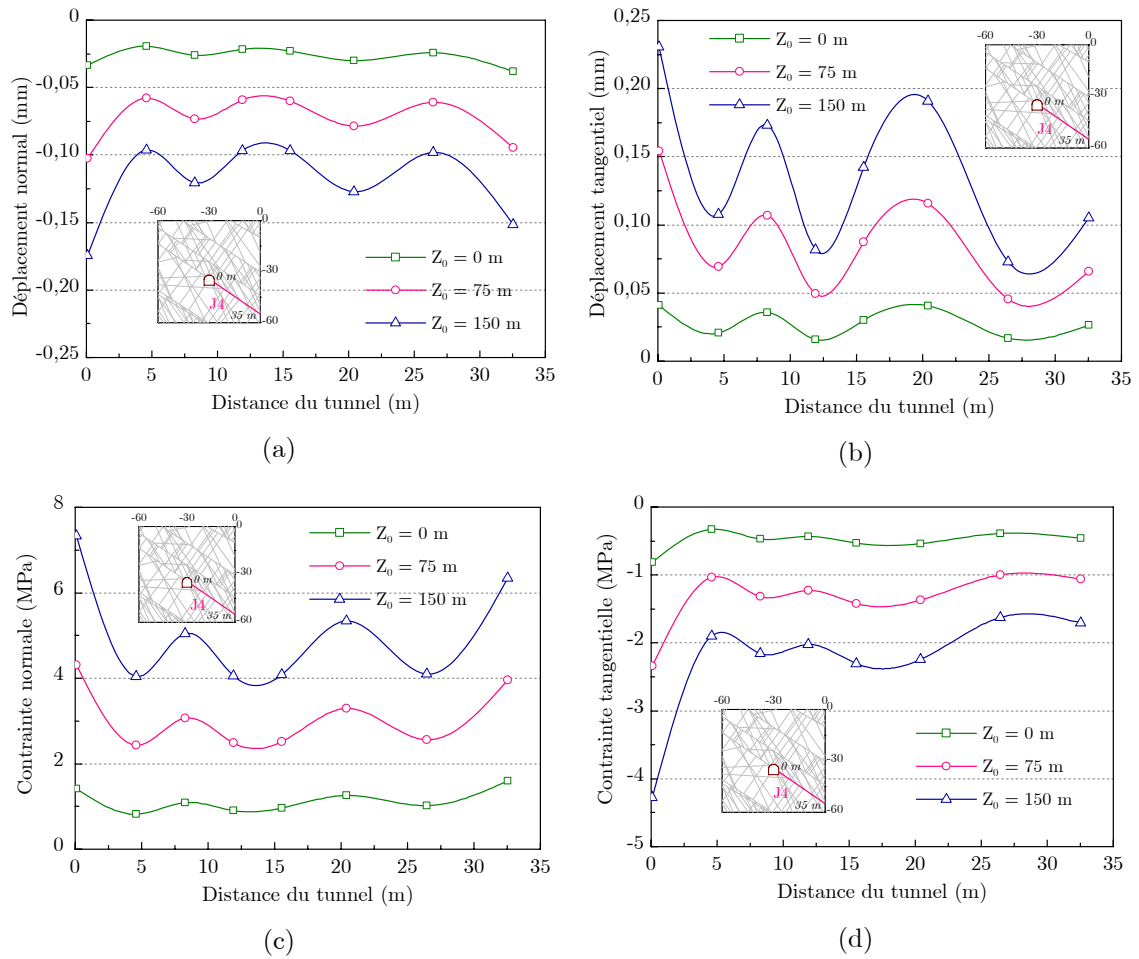 0
-0,05
-0,10
-0,15
-0,20
-0,25
Déplacement normal (mm)
0 5 10 15 20 25 30 35
Distance du tunnel (m)
-60 -30 0
-30
-60
0 m
J4
35 m
Z₀ = 0 m
Z₀ = 75 m
Z₀ = 150 m
(a)
0,25
0,20
0,15
0,10
0,05
0
Déplacement tangentiel (mm)
0 5 10 15 20 25 30 35
Distance du tunnel (m)
Z₀ = 0 m
Z₀ = 75 m
Z₀ = 150 m
-60 -30 0
0
-30
-60
0 m
J4
35 m
(b)
8
6
4
2
0
Contrainte normale (MPa)
0 5 10 15 20 25 30 35
Distance du tunnel (m)
-60 -30 0
0
-30
-60
0 m
J4
35 m
Z₀ = 0 m
Z₀ = 75 m
Z₀ = 150 m
(c)
0
-1
-2
-3
-4
-5
Contrainte tangentielle (MPa)
0 5 10 15 20 25 30 35
Distance du tunnel (m)
-60 -30 0
0
-30
-60
0 m
J4
35 m
Z₀ = 0 m
Z₀ = 75 m
Z₀ = 150 m
(d)